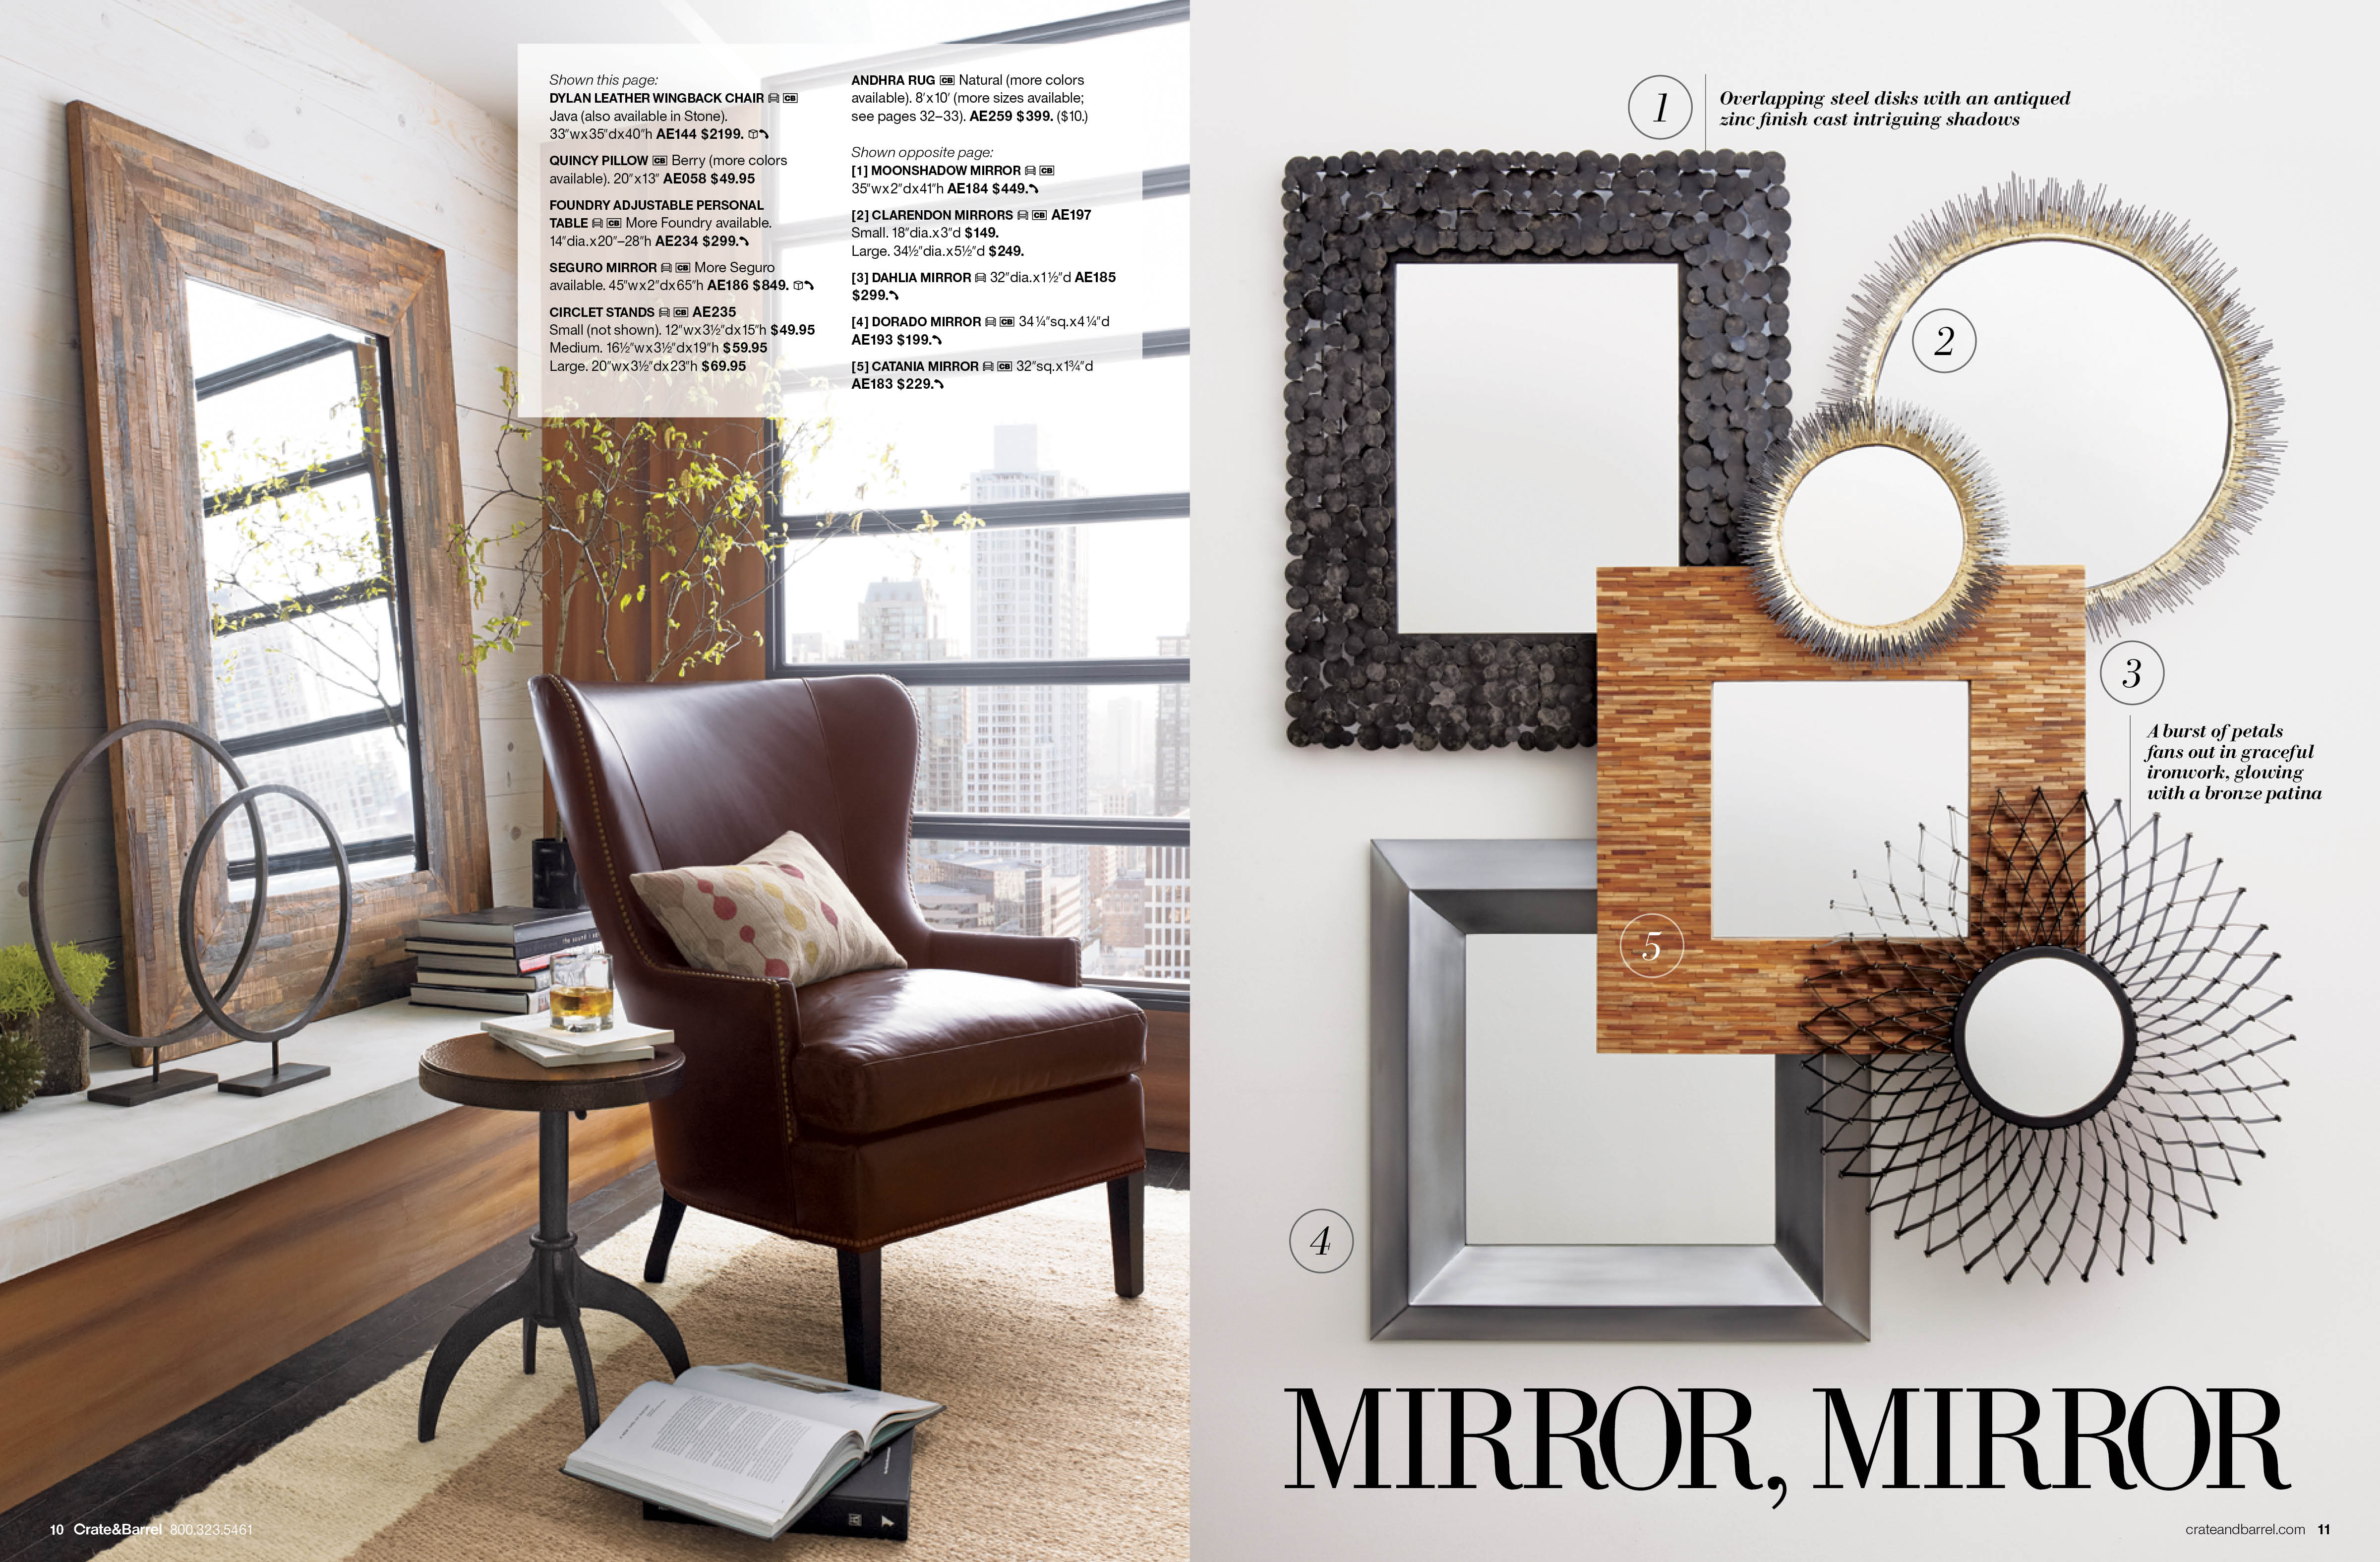 Shown this page:
DYLAN LEATHER WINGBACK CHAIR CB
Java (also available in Stone).
33"wx35"dx40"h AE144 $2199.
QUINCY PILLOW CB Berry (more colors
available). 20"x13" AE058 $49.95
FOUNDRY ADJUSTABLE PERSONAL
TABLE CB More Foundry available.
14"dia.x20"–28"h AE234 $299.
SEGURO MIRROR CB More Seguro
available. 45"wx2"dx65"h AE186 $849.
CIRCLET STANDS CB AE235
Small (not shown). 12"wx3½"dx15"h $49.95
Medium. 16½"wx3½"dx19"h $59.95
Large. 20"wx3½"dx23"h $69.95
ANDHRA RUG CB Natural (more colors
available). 8'x10' (more sizes available;
see pages 32–33). AE259 $399. ($10.)
Shown opposite page:
[1] MOONSHADOW MIRROR CB
35"wx2"dx41"h AE184 $449.
[2] CLARENDON MIRRORS CB AE197
Small. 18"dia.x3"d $149.
Large. 34½"dia.x5½"d $249.
[3] DAHLIA MIRROR 32"dia.x1½"d AE185
$299.
[4] DORADO MIRROR CB 34¼"sq.x4¼"d
AE193 $199.
[5] CATANIA MIRROR CB 32"sq.x1¾"d
AE183 $229.
10 Crate&Barrel 800.323.5461
1
Overlapping steel disks with an antiqued
zinc finish cast intriguing shadows
2
3
A burst of petals
fans out in graceful
ironwork, glowing
with a bronze patina
5
4
MIRROR, MIRROR
crateandbarrel.com 11